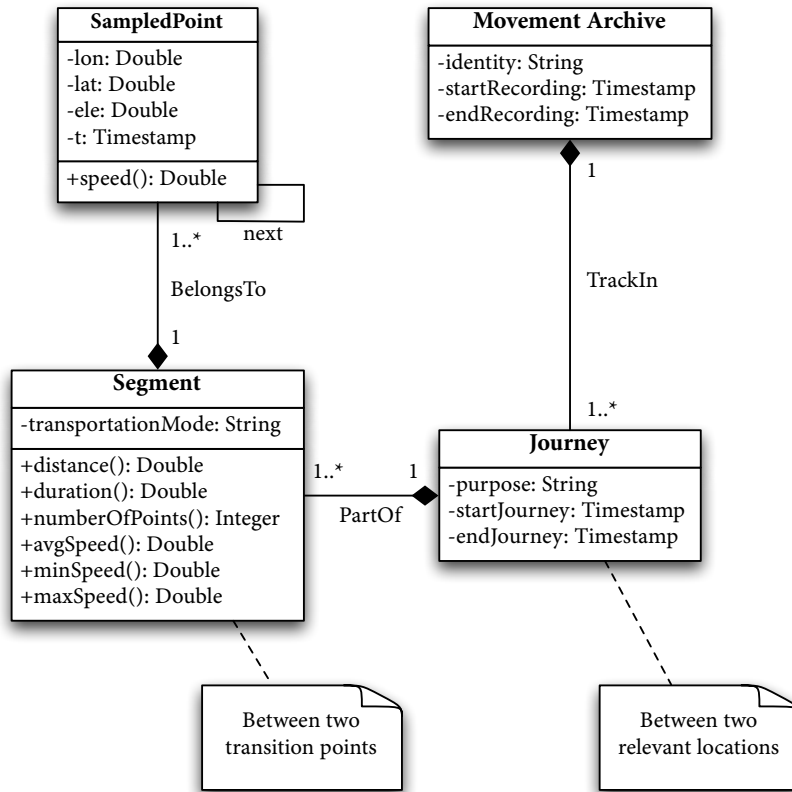 SampledPoint
-lon: Double
-lat: Double
-ele: Double
-t: Timestamp
+speed(): Double
next
1..*
BelongsTo
1
Movement Archive
-identity: String
-startRecording: Timestamp
-endRecording: Timestamp
1
TrackIn
1..*
Segment
-transportationMode: String
+distance(): Double
+duration(): Double
+numberOfPoints(): Integer
+avgSpeed(): Double
+minSpeed(): Double
+maxSpeed(): Double
1..*
1
PartOf
Journey
-purpose: String
-startJourney: Timestamp
-endJourney: Timestamp
Between two
transition points
Between two
relevant locations